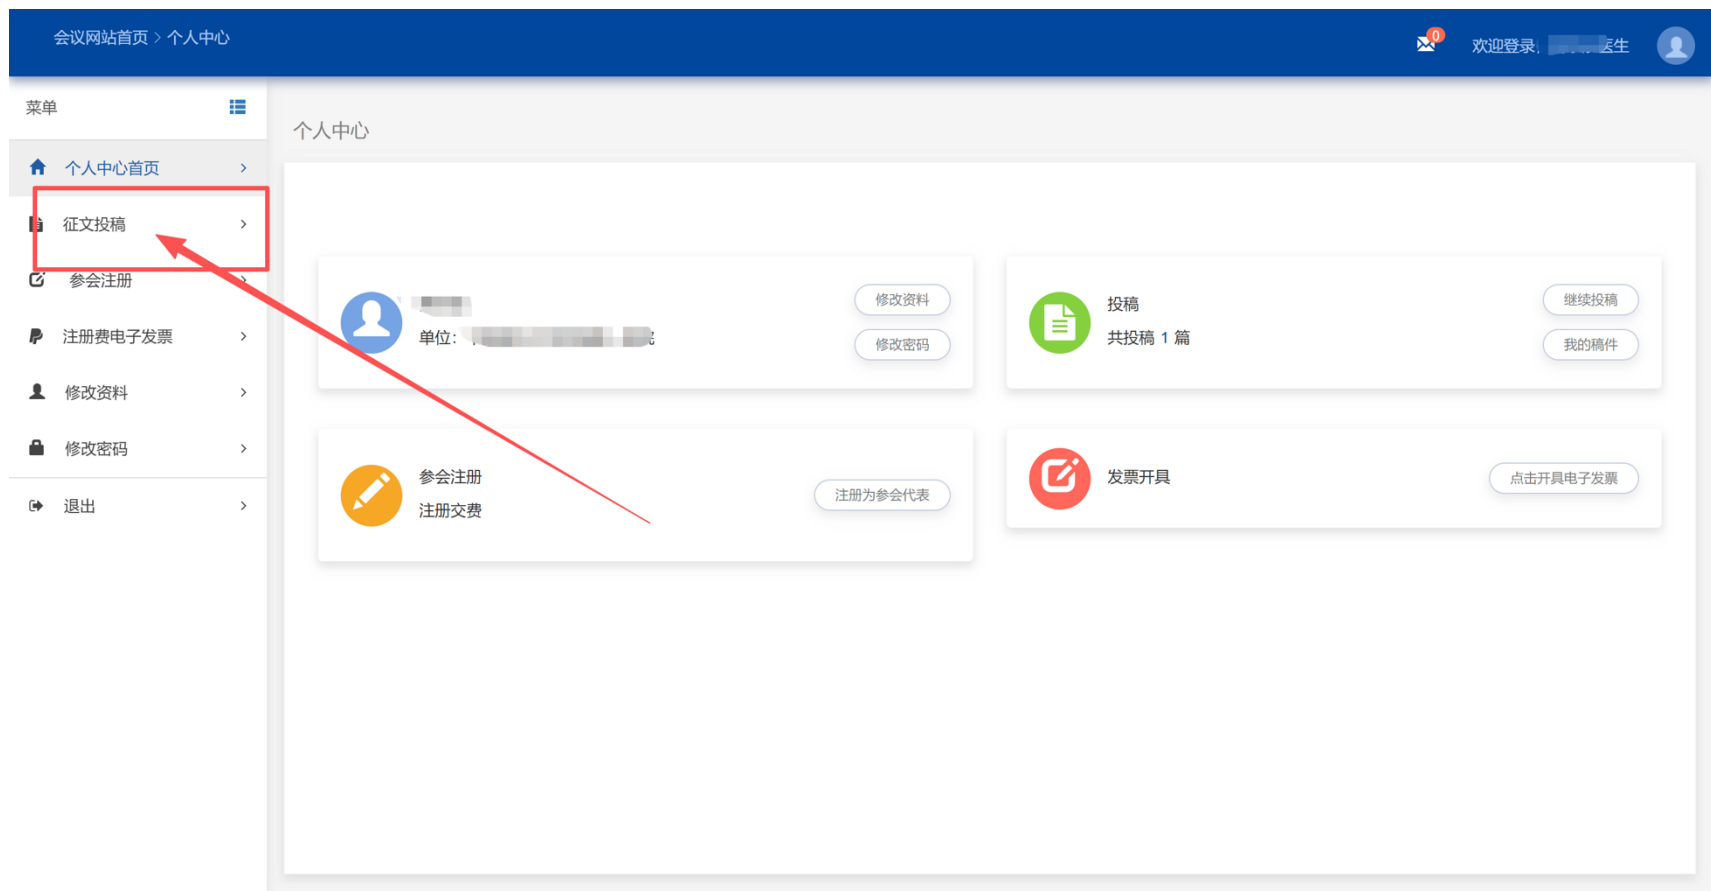 会议网站首页 > 个人中心
0
欢迎登录, 医生
菜单
个人中心
个人中心首页
征文投稿
参会注册
注册费电子发票
修改资料
修改密码
退出
修改资料
单位：
修改密码
投稿
继续投稿
共投稿 1 篇
我的稿件
参会注册
注册交费
注册为参会代表
发票开具
点击开具电子发票